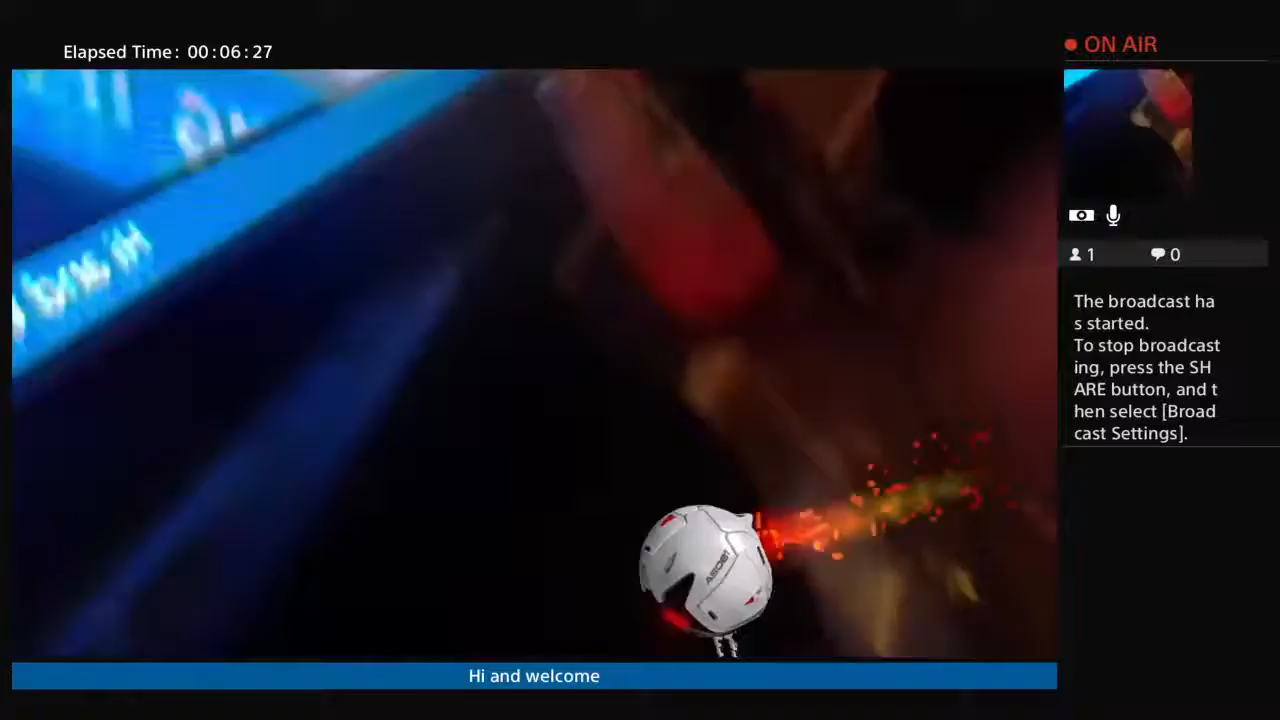 Elapsed Time: 00:06:27
ON AIR
1
0
The broadcast ha
s started.
To stop broadcast
ing, press the SH
ARE button, and t
hen select [Broad
cast Settings].
ASOBI
Hi and welcome